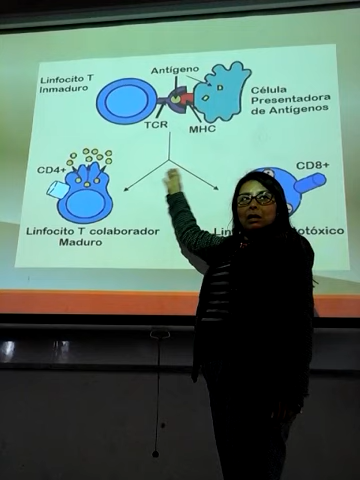 Linfocito T
Inmaduro
Antígeno
Célula
Presentadora
de Antígenos
TCR
MHC
CD4+
CD8+
Linfocito T colaborador
Maduro